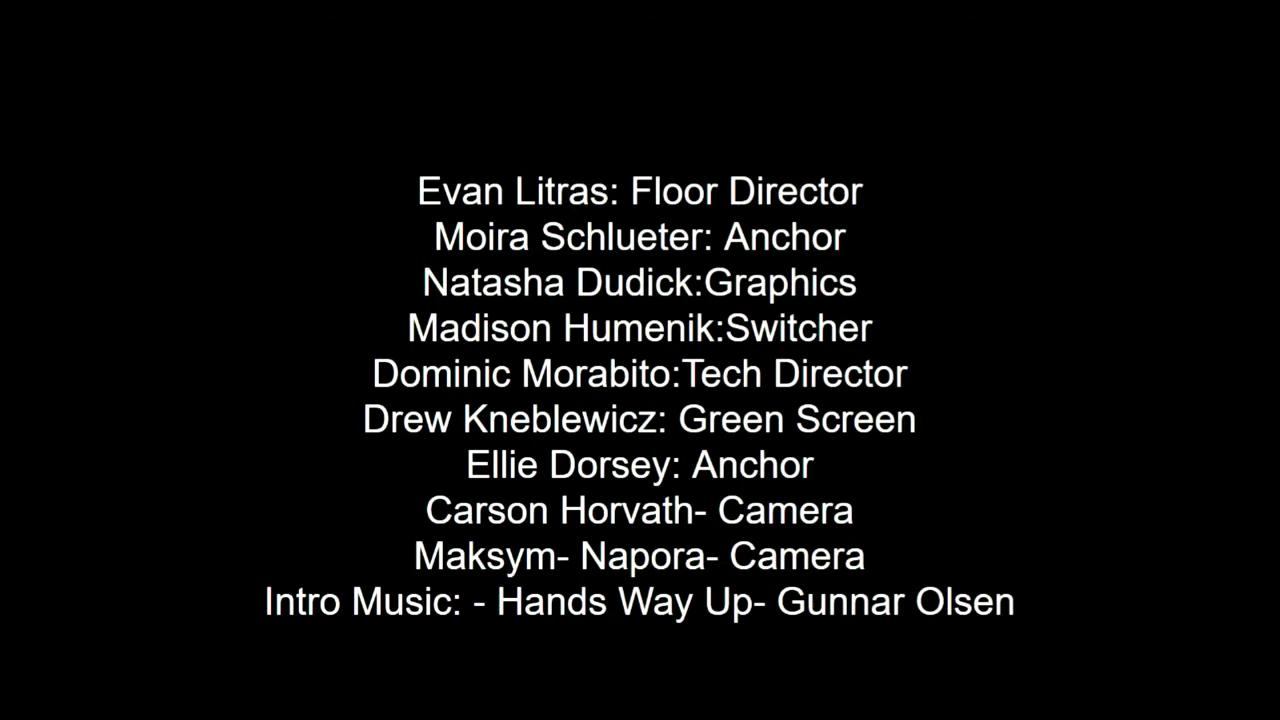 Evan Litras: Floor Director
Moira Schlueter: Anchor
Natasha Dudick:Graphics
Madison Humenik:Switcher
Dominic Morabito:Tech Director
Drew Kneblewicz: Green Screen
Ellie Dorsey: Anchor
Carson Horvath- Camera
Maksym- Napora- Camera
Intro Music: - Hands Way Up- Gunnar Olsen